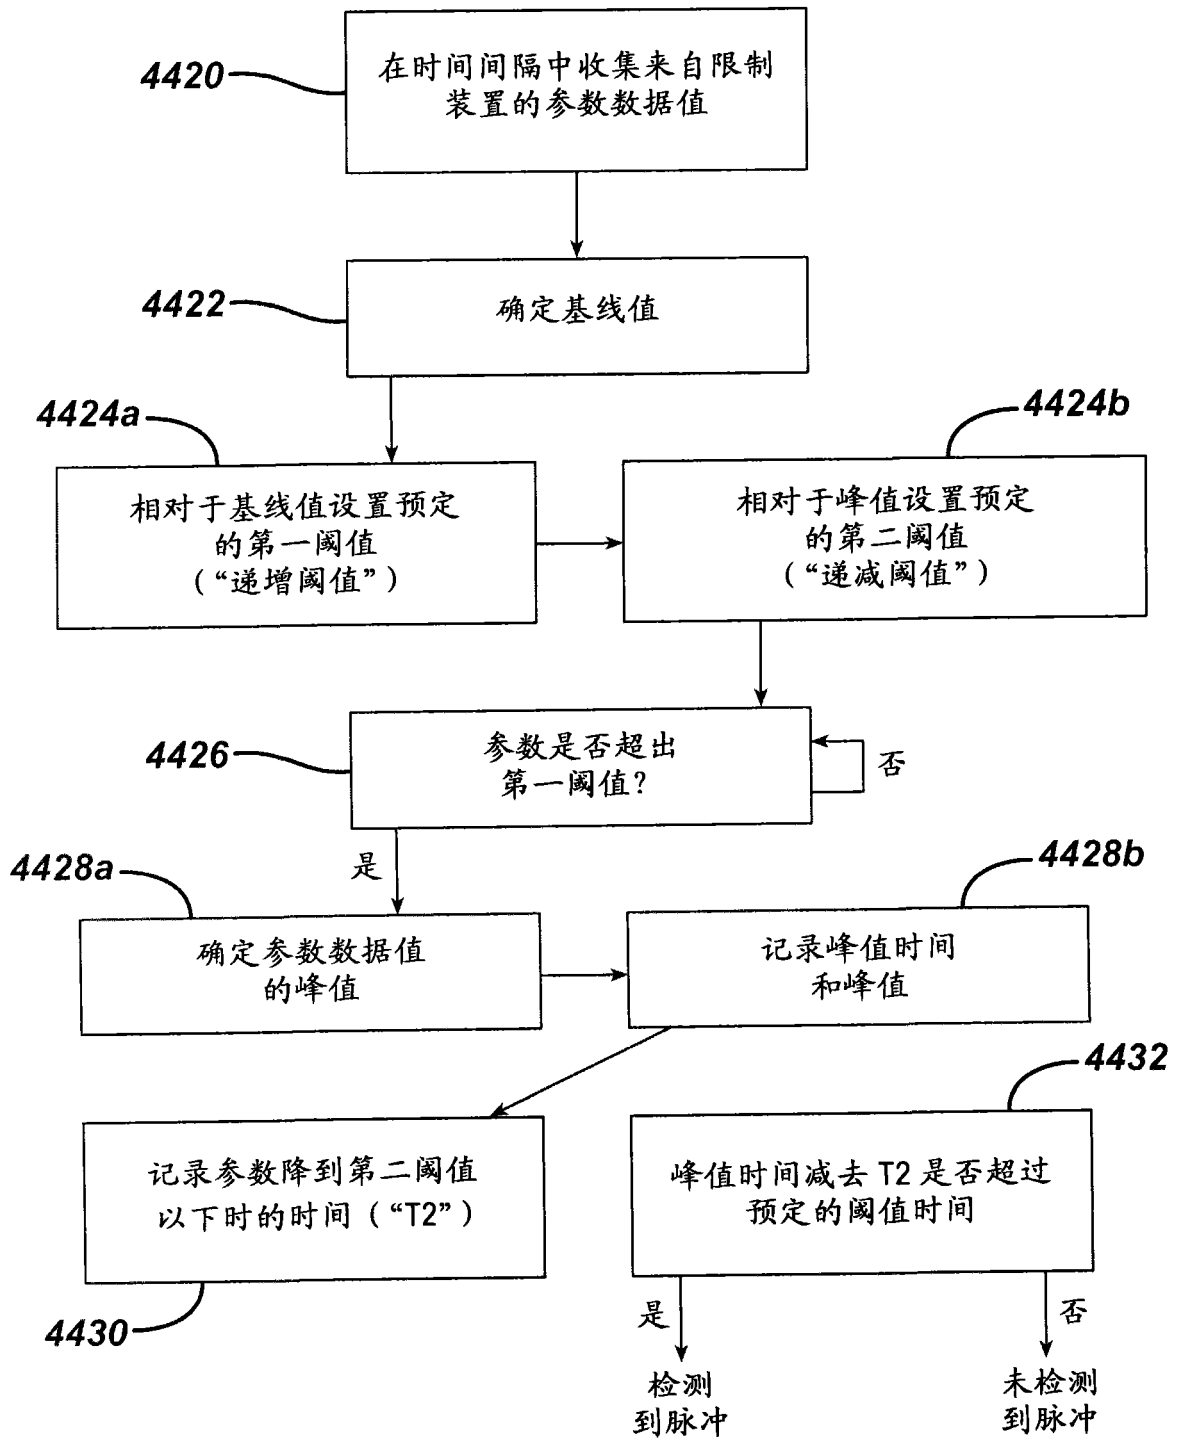 4420
在时间间隔中收集来自限制
装置的参数数据值
4422
确定基线值
4424a
相对于基线值设置预定
的第一阈值
（“递增阈值”）
4424b
相对于峰值设置预定
的第二阈值
（“递减阈值”）
4426
参数是否超出
第一阈值？
否
是
4428a
确定参数数据值
的峰值
4428b
记录峰值时间
和峰值
4430
记录参数降到第二阈值
以下时的时间（“T2”）
4432
峰值时间减去 T2 是否超过
预定的阈值时间
是
否
检测
到脉冲
未检测
到脉冲